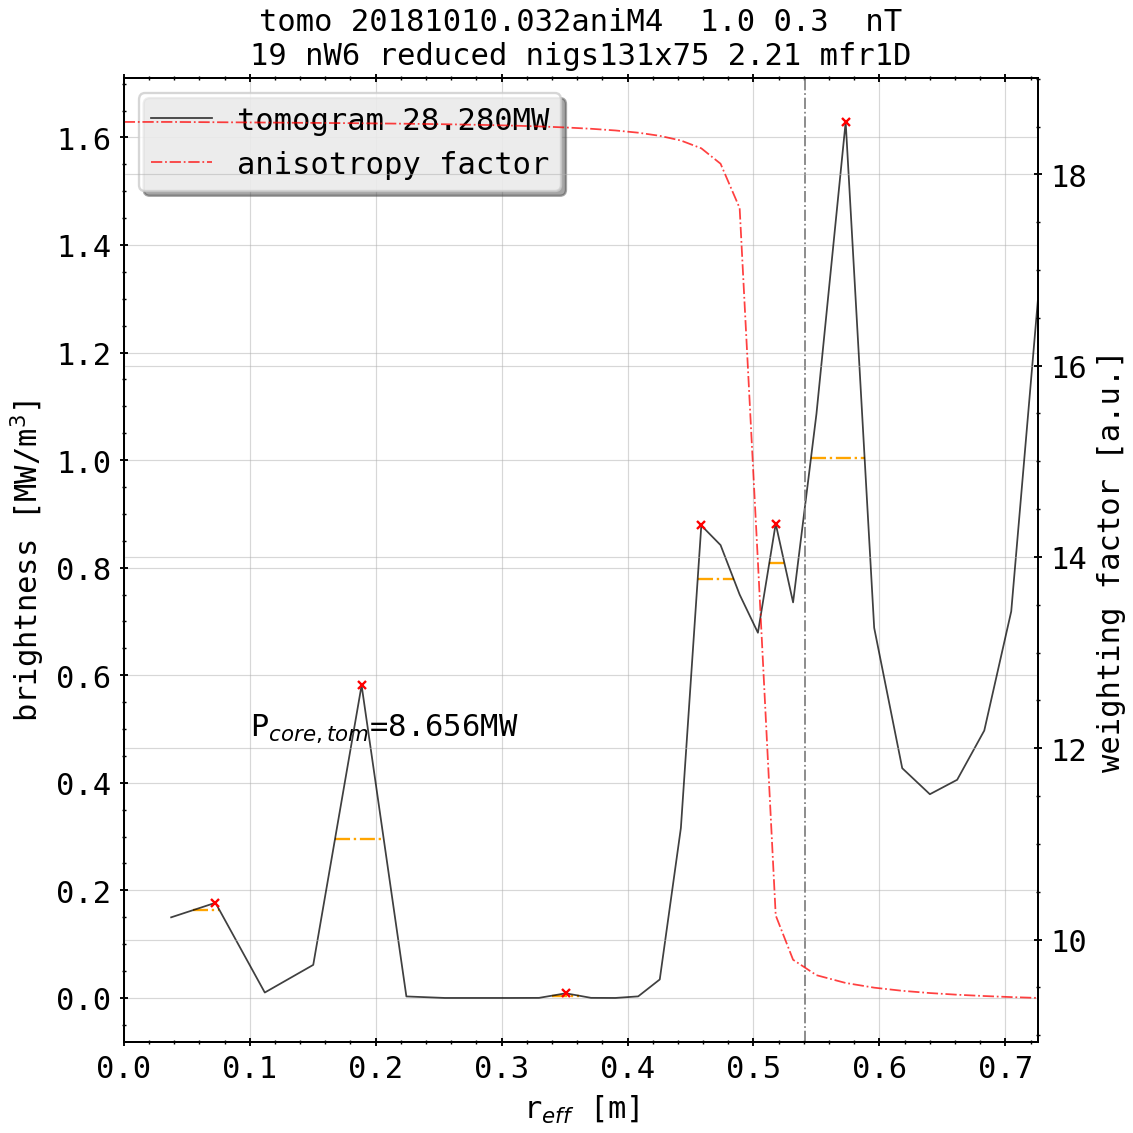 tomo 20181010.032aniM4  1.0 0.3  nT
19 nW6 reduced nigs131x75 2.21 mfr1D
tomogram 28.280MW
anisotropy factor
1.6
1.4
1.2
1.0
0.8
0.6
0.4
0.2
0.0
brightness [MW/m³]
P_core,tom=8.656MW
18
16
14
12
10
weighting factor [a.u.]
0.0 0.1 0.2 0.3 0.4 0.5 0.6 0.7
r_eff [m]